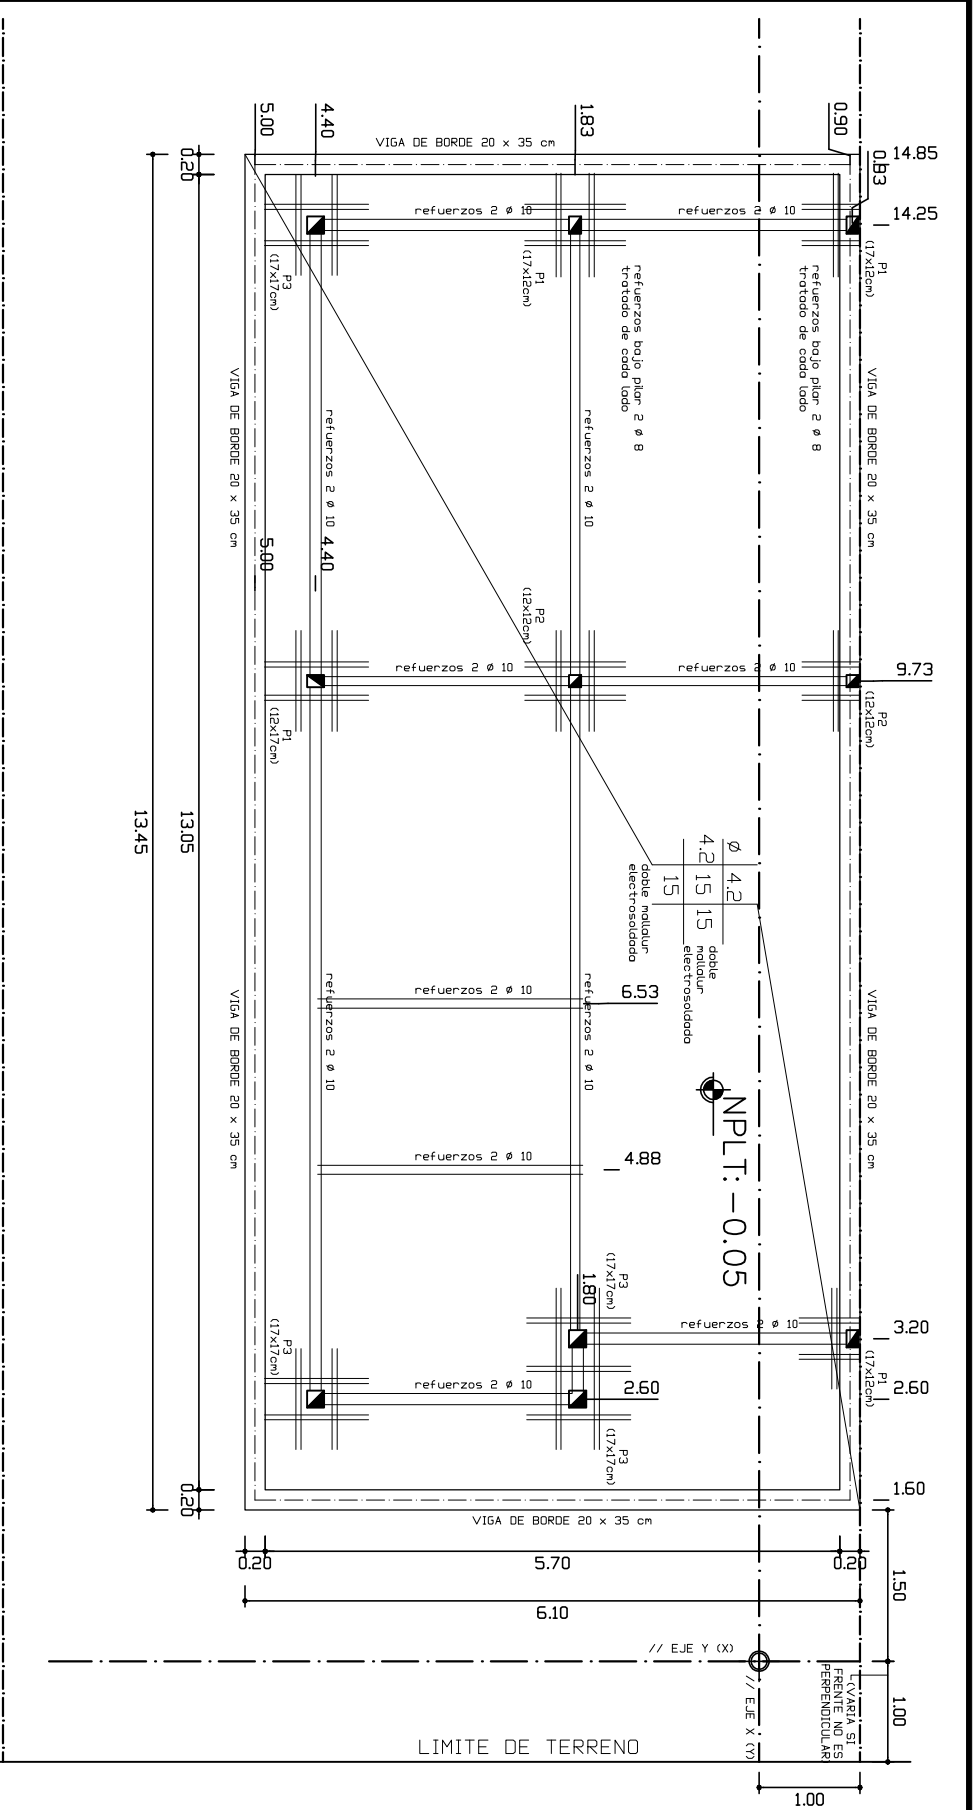 5.00
4.40
1.83
0.90
VIGA DE BORDE 20 x 35 cm
0.83
14.85
0.20
14.25
refuerzos 2 ø 10
refuerzos 2 ø 10
P3
(17x17cm)
P1
(17x12cm)
P1
(17x12cm)
refuerzos bajo pilar 2 ø 8
tratado de cada lado
refuerzos bajo pilar 2 ø 8
tratado de cada lado
VIGA DE BORDE 20 x 35 cm
refuerzos 2 ø 10
refuerzos 2 ø 10
VIGA DE BORDE 20 x 35 cm
5.00
4.40
P2
(12x12cm)
refuerzos 2 ø 10
refuerzos 2 ø 10
9.73
P1
(12x17cm)
P2
(12x12cm)
13.45
13.05
ø 4.2
4.2 15 15
15
doble mallalur
electrosoldada
doble
mallalur
electrosoldada
VIGA DE BORDE 20 x 35 cm
refuerzos 2 ø 10
refuerzos 2 ø 10
refuerzos 2 ø 10
6.53
VIGA DE BORDE 20 x 35 cm
NPLT: -0.05
refuerzos 2 ø 10
4.88
P3
(17x17cm)
1.80
refuerzos 2 ø 10
3.20
P3
(17x17cm)
P1
(17x12cm)
refuerzos 2 ø 10
2.60
2.60
P3
(17x17cm)
1.60
0.20
VIGA DE BORDE 20 x 35 cm
0.20
5.70
0.20
1.50
6.10
// EJE Y (X)
// EJE X (Y)
(VARIA SI
FRENTE NO ES
PERPENDICULAR)
1.00
LIMITE DE TERRENO
1.00